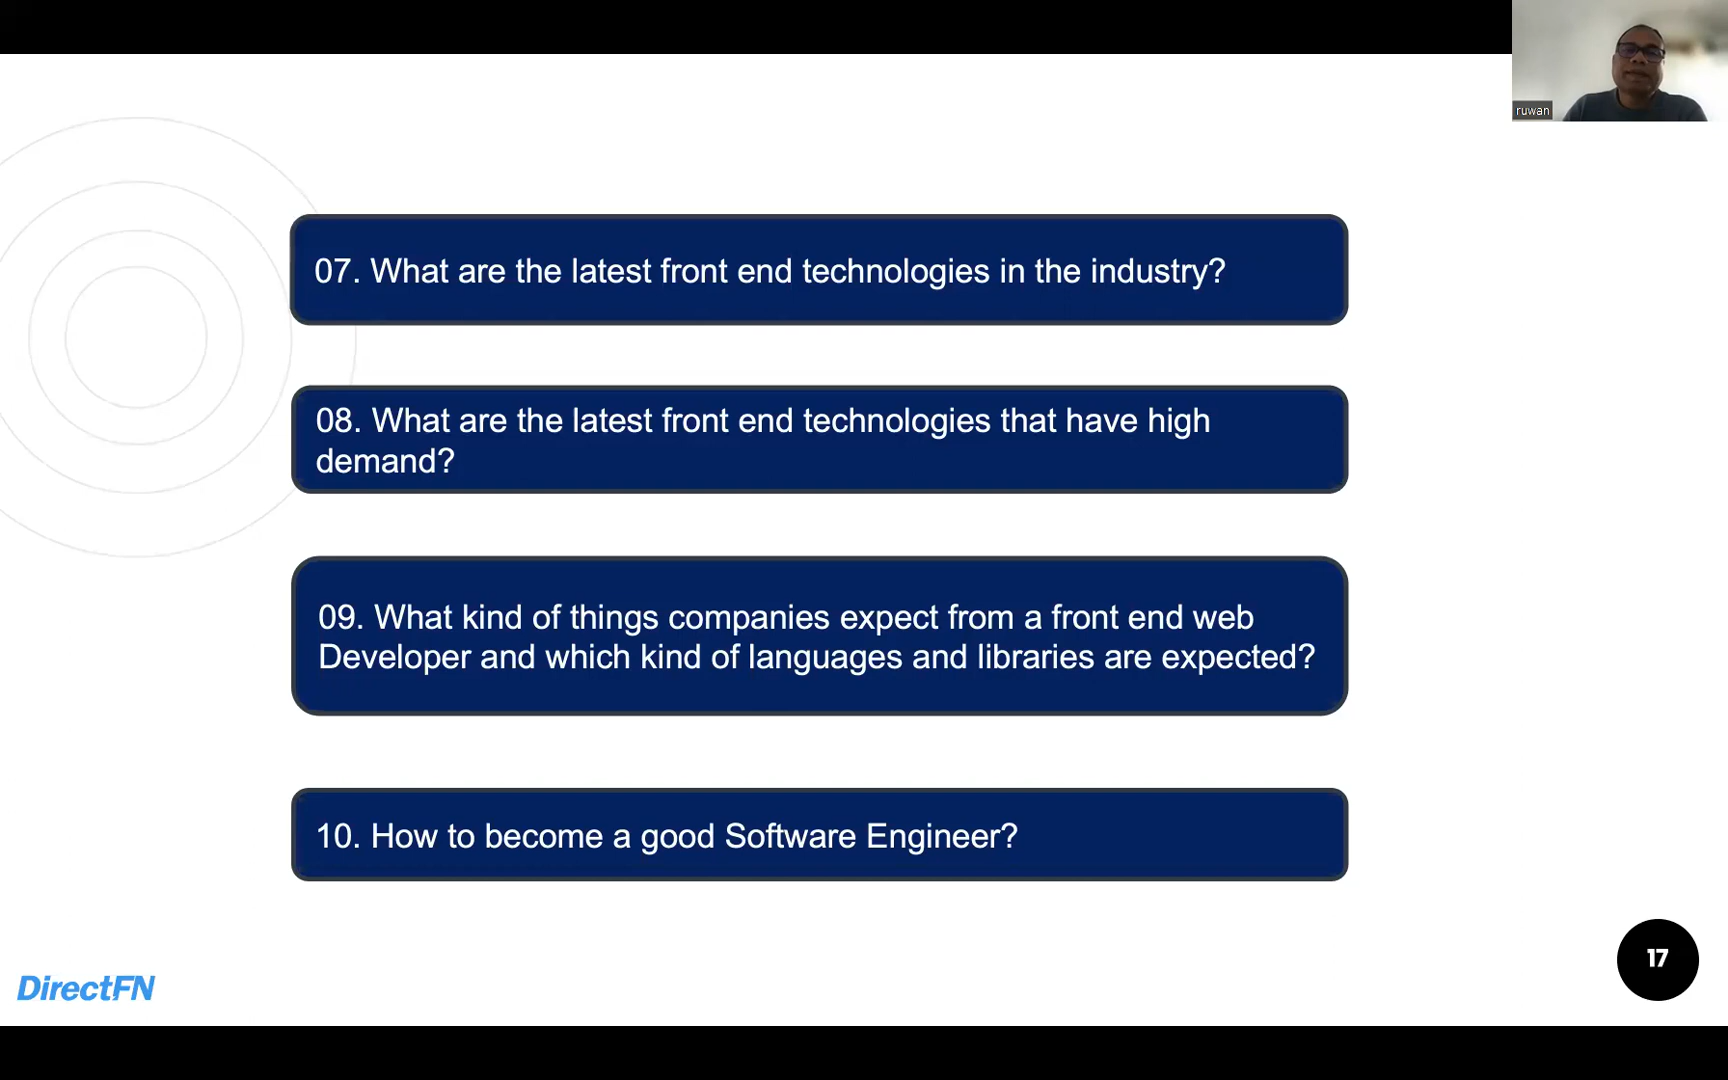 ruwan
07. What are the latest front end technologies in the industry?
08. What are the latest front end technologies that have high
demand?
09. What kind of things companies expect from a front end web
Developer and which kind of languages and libraries are expected?
10. How to become a good Software Engineer?
DirectFN
17